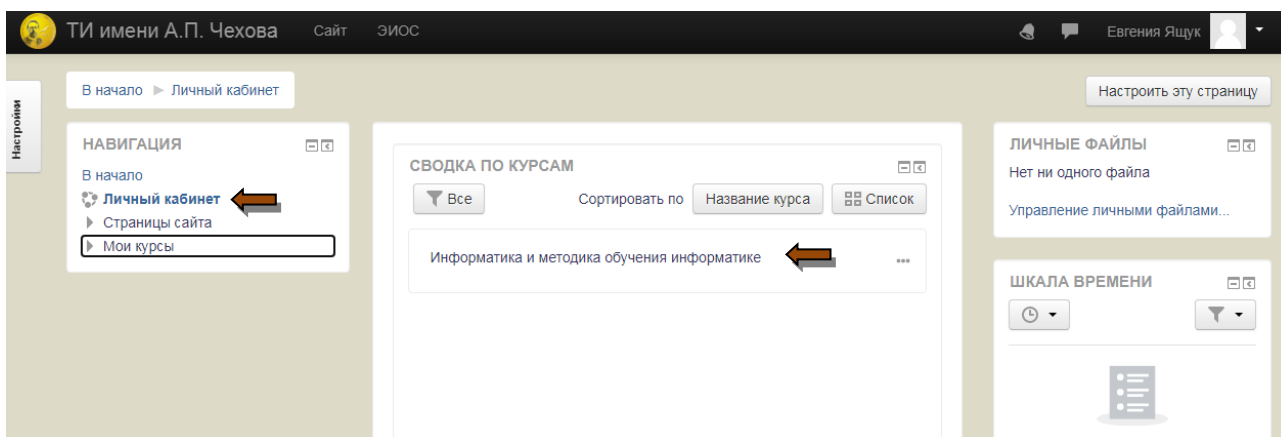 ТИ имени А.П. Чехова Сайт ЭИОС Евгения Ящук
Настройки
В начало Личный кабинет
Настроить эту страницу
НАВИГАЦИЯ
В начало
Личный кабинет
Страницы сайта
Мои курсы
СВОДКА ПО КУРСАМ
Все Сортировать по Название курса Список
Информатика и методика обучения информатике
ЛИЧНЫЕ ФАЙЛЫ
Нет ни одного файла
Управление личными файлами...
ШКАЛА ВРЕМЕНИ